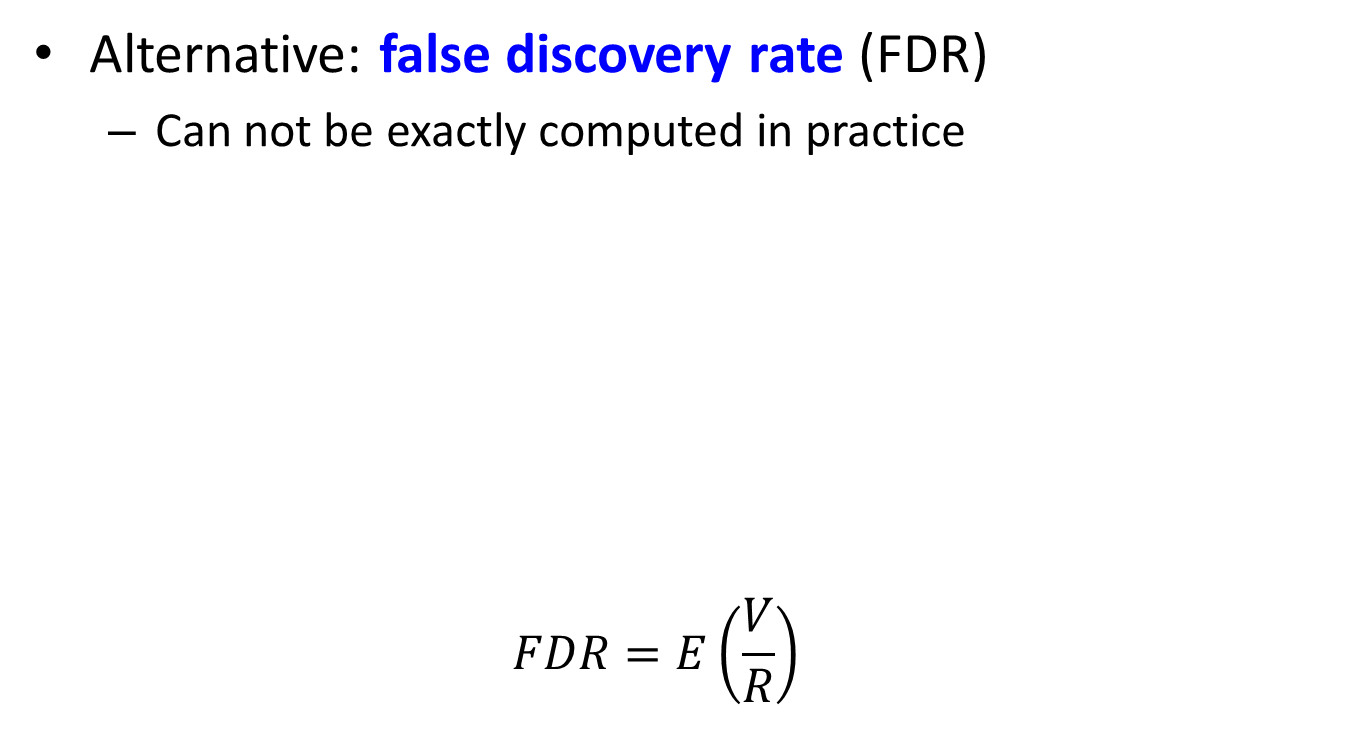 • Alternative: false discovery rate (FDR)
– Can not be exactly computed in practice
FDR = E(V/R)